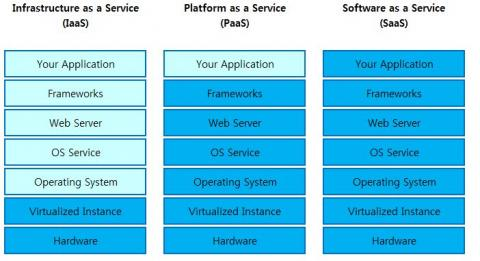 Infrastructure as a Service
(IaaS)
Your Application
Frameworks
Web Server
OS Service
Operating System
Virtualized Instance
Hardware
Platform as a Service
(PaaS)
Your Application
Frameworks
Web Server
OS Service
Operating System
Virtualized Instance
Hardware
Software as a Service
(SaaS)
Your Application
Frameworks
Web Server
OS Service
Operating System
Virtualized Instance
Hardware